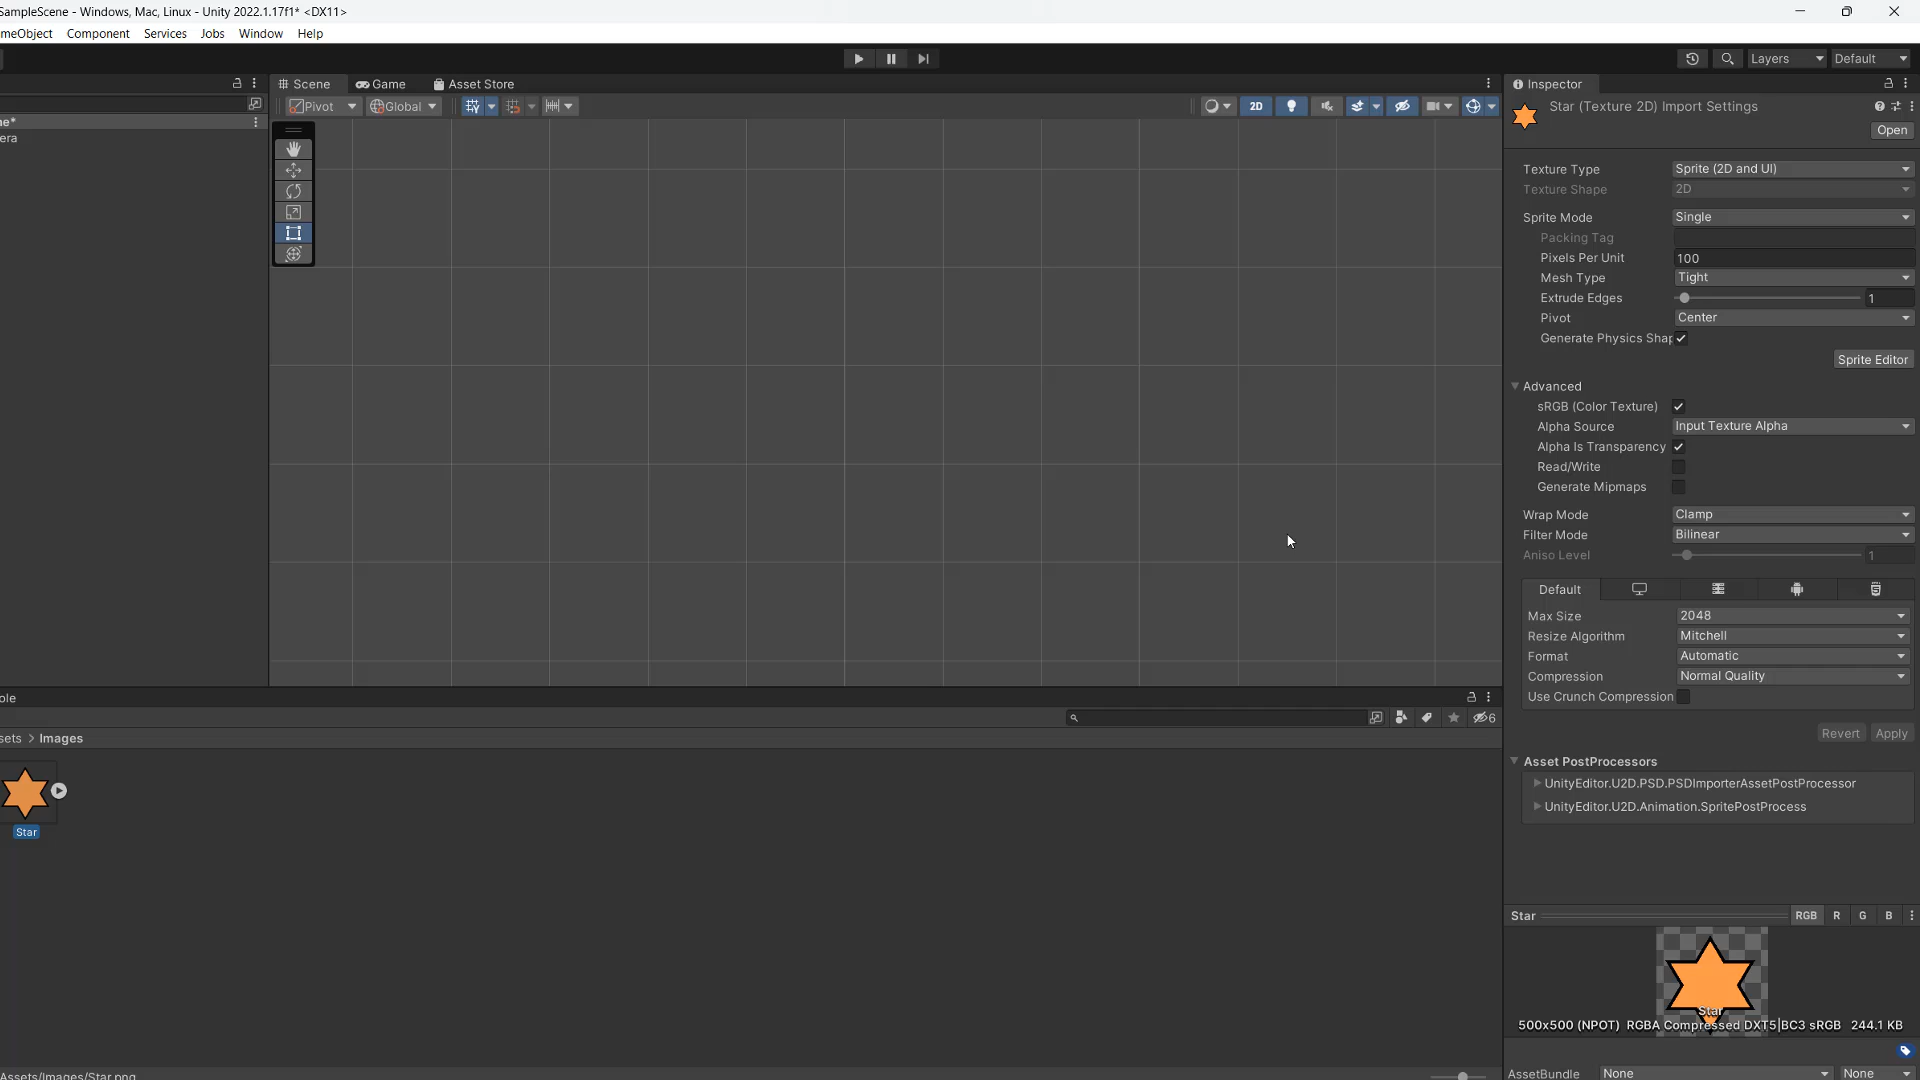 SampleScene - Windows, Mac, Linux - Unity 2022.1.17f1* <DX11>
meObject Component Services Jobs Window Help
Layers Default
Scene Game Asset Store
Inspector
Pivot Global
2D
Star (Texture 2D) Import Settings
Open
ne*
era
Texture Type Sprite (2D and UI)
Texture Shape 2D
Sprite Mode Single
Packing Tag
Pixels Per Unit 100
Mesh Type Tight
Extrude Edges 1
Pivot Center
Generate Physics Shap
Sprite Editor
Advanced
sRGB (Color Texture)
Alpha Source Input Texture Alpha
Alpha Is Transparency
Read/Write
Generate Mipmaps
Wrap Mode Clamp
Filter Mode Bilinear
Aniso Level 1
Default
Max Size 2048
Resize Algorithm Mitchell
Format Automatic
Compression Normal Quality
Use Crunch Compression
Revert Apply
Asset PostProcessors
UnityEditor.U2D.PSD.PSDImporterAssetPostProcessor
UnityEditor.U2D.Animation.SpritePostProcess
ole
6
sets > Images
Star
Star RGB R G B
Star
500x500 (NPOT) RGBA Compressed DXT5|BC3 sRGB 244.1 KB
AssetBundle None None
Assets/Images/Star.png